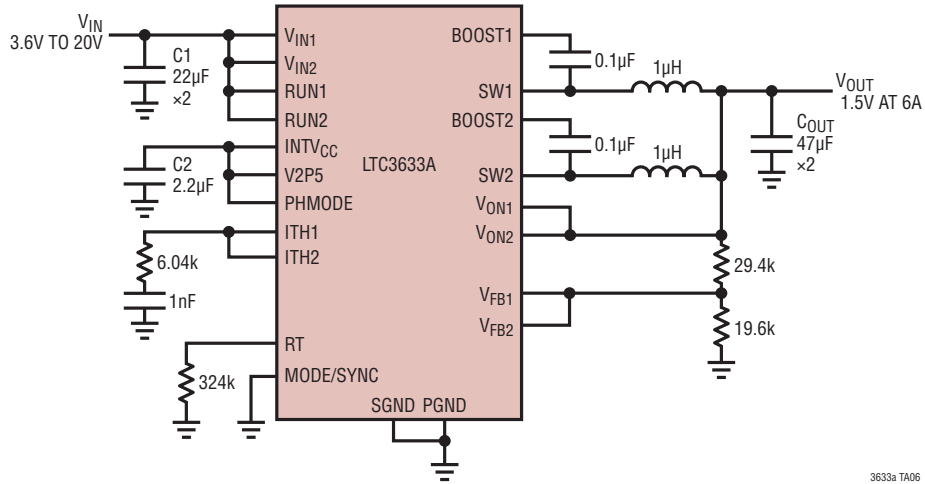 VIN
3.6V TO 20V
C1
22µF
×2
C2
2.2µF
6.04k
1nF
324k
VIN1
VIN2
RUN1
RUN2
INTVCC
V2P5
PHMODE
ITH1
ITH2
RT
MODE/SYNC
SGND PGND
LTC3633A
BOOST1
SW1
BOOST2
SW2
VON1
VON2
VFB1
VFB2
0.1µF
1µH
0.1µF
1µH
VOUT
1.5V AT 6A
COUT
47µF
×2
29.4k
19.6k
3633a TA06